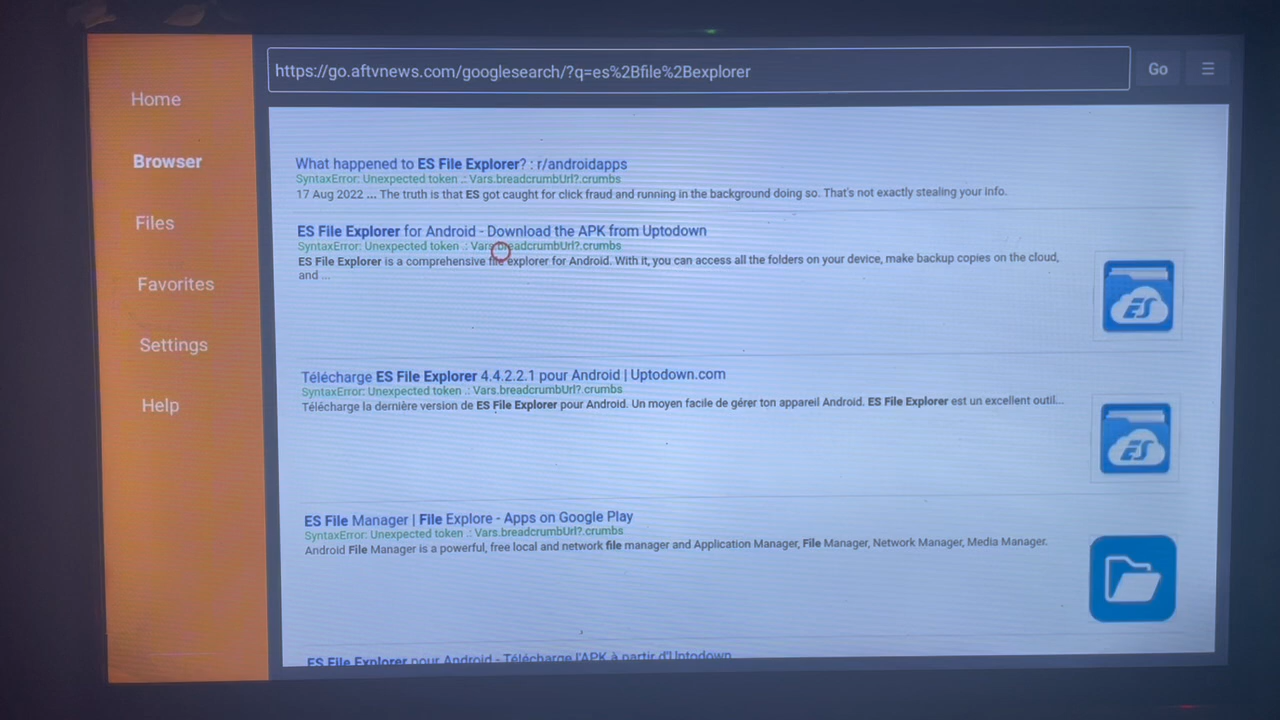 https://go.aftvnews.com/googlesearch/?q=es%2Bfile%2Bexplorer
Go
☰
Home
Browser
Files
Favorites
Settings
Help
What happened to ES File Explorer? : r/androidapps
SyntaxError: Unexpected token .: Vars.breadcrumbUrl?.crumbs
17 Aug 2022 ... The truth is that ES got caught for click fraud and running in the background doing so. That's not exactly stealing your info.
ES File Explorer for Android - Download the APK from Uptodown
SyntaxError: Unexpected token .: Vars.breadcrumbUrl?.crumbs
ES File Explorer is a comprehensive file explorer for Android. With it, you can access all the folders on your device, make backup copies on the cloud,
and ...
ES
Télécharge ES File Explorer 4.4.2.2.1 pour Android | Uptodown.com
SyntaxError: Unexpected token .: Vars.breadcrumbUrl?.crumbs
Télécharge la dernière version de ES File Explorer pour Android. Un moyen facile de gérer ton appareil Android. ES File Explorer est un excellent outil...
ES
ES File Manager | File Explore - Apps on Google Play
SyntaxError: Unexpected token .: Vars.breadcrumbUrl?.crumbs
Android File Manager is a powerful, free local and network file manager and Application Manager, File Manager, Network Manager, Media Manager.
ES File Explorer pour Android - Télécharge l'APK à partir d'Uptodown